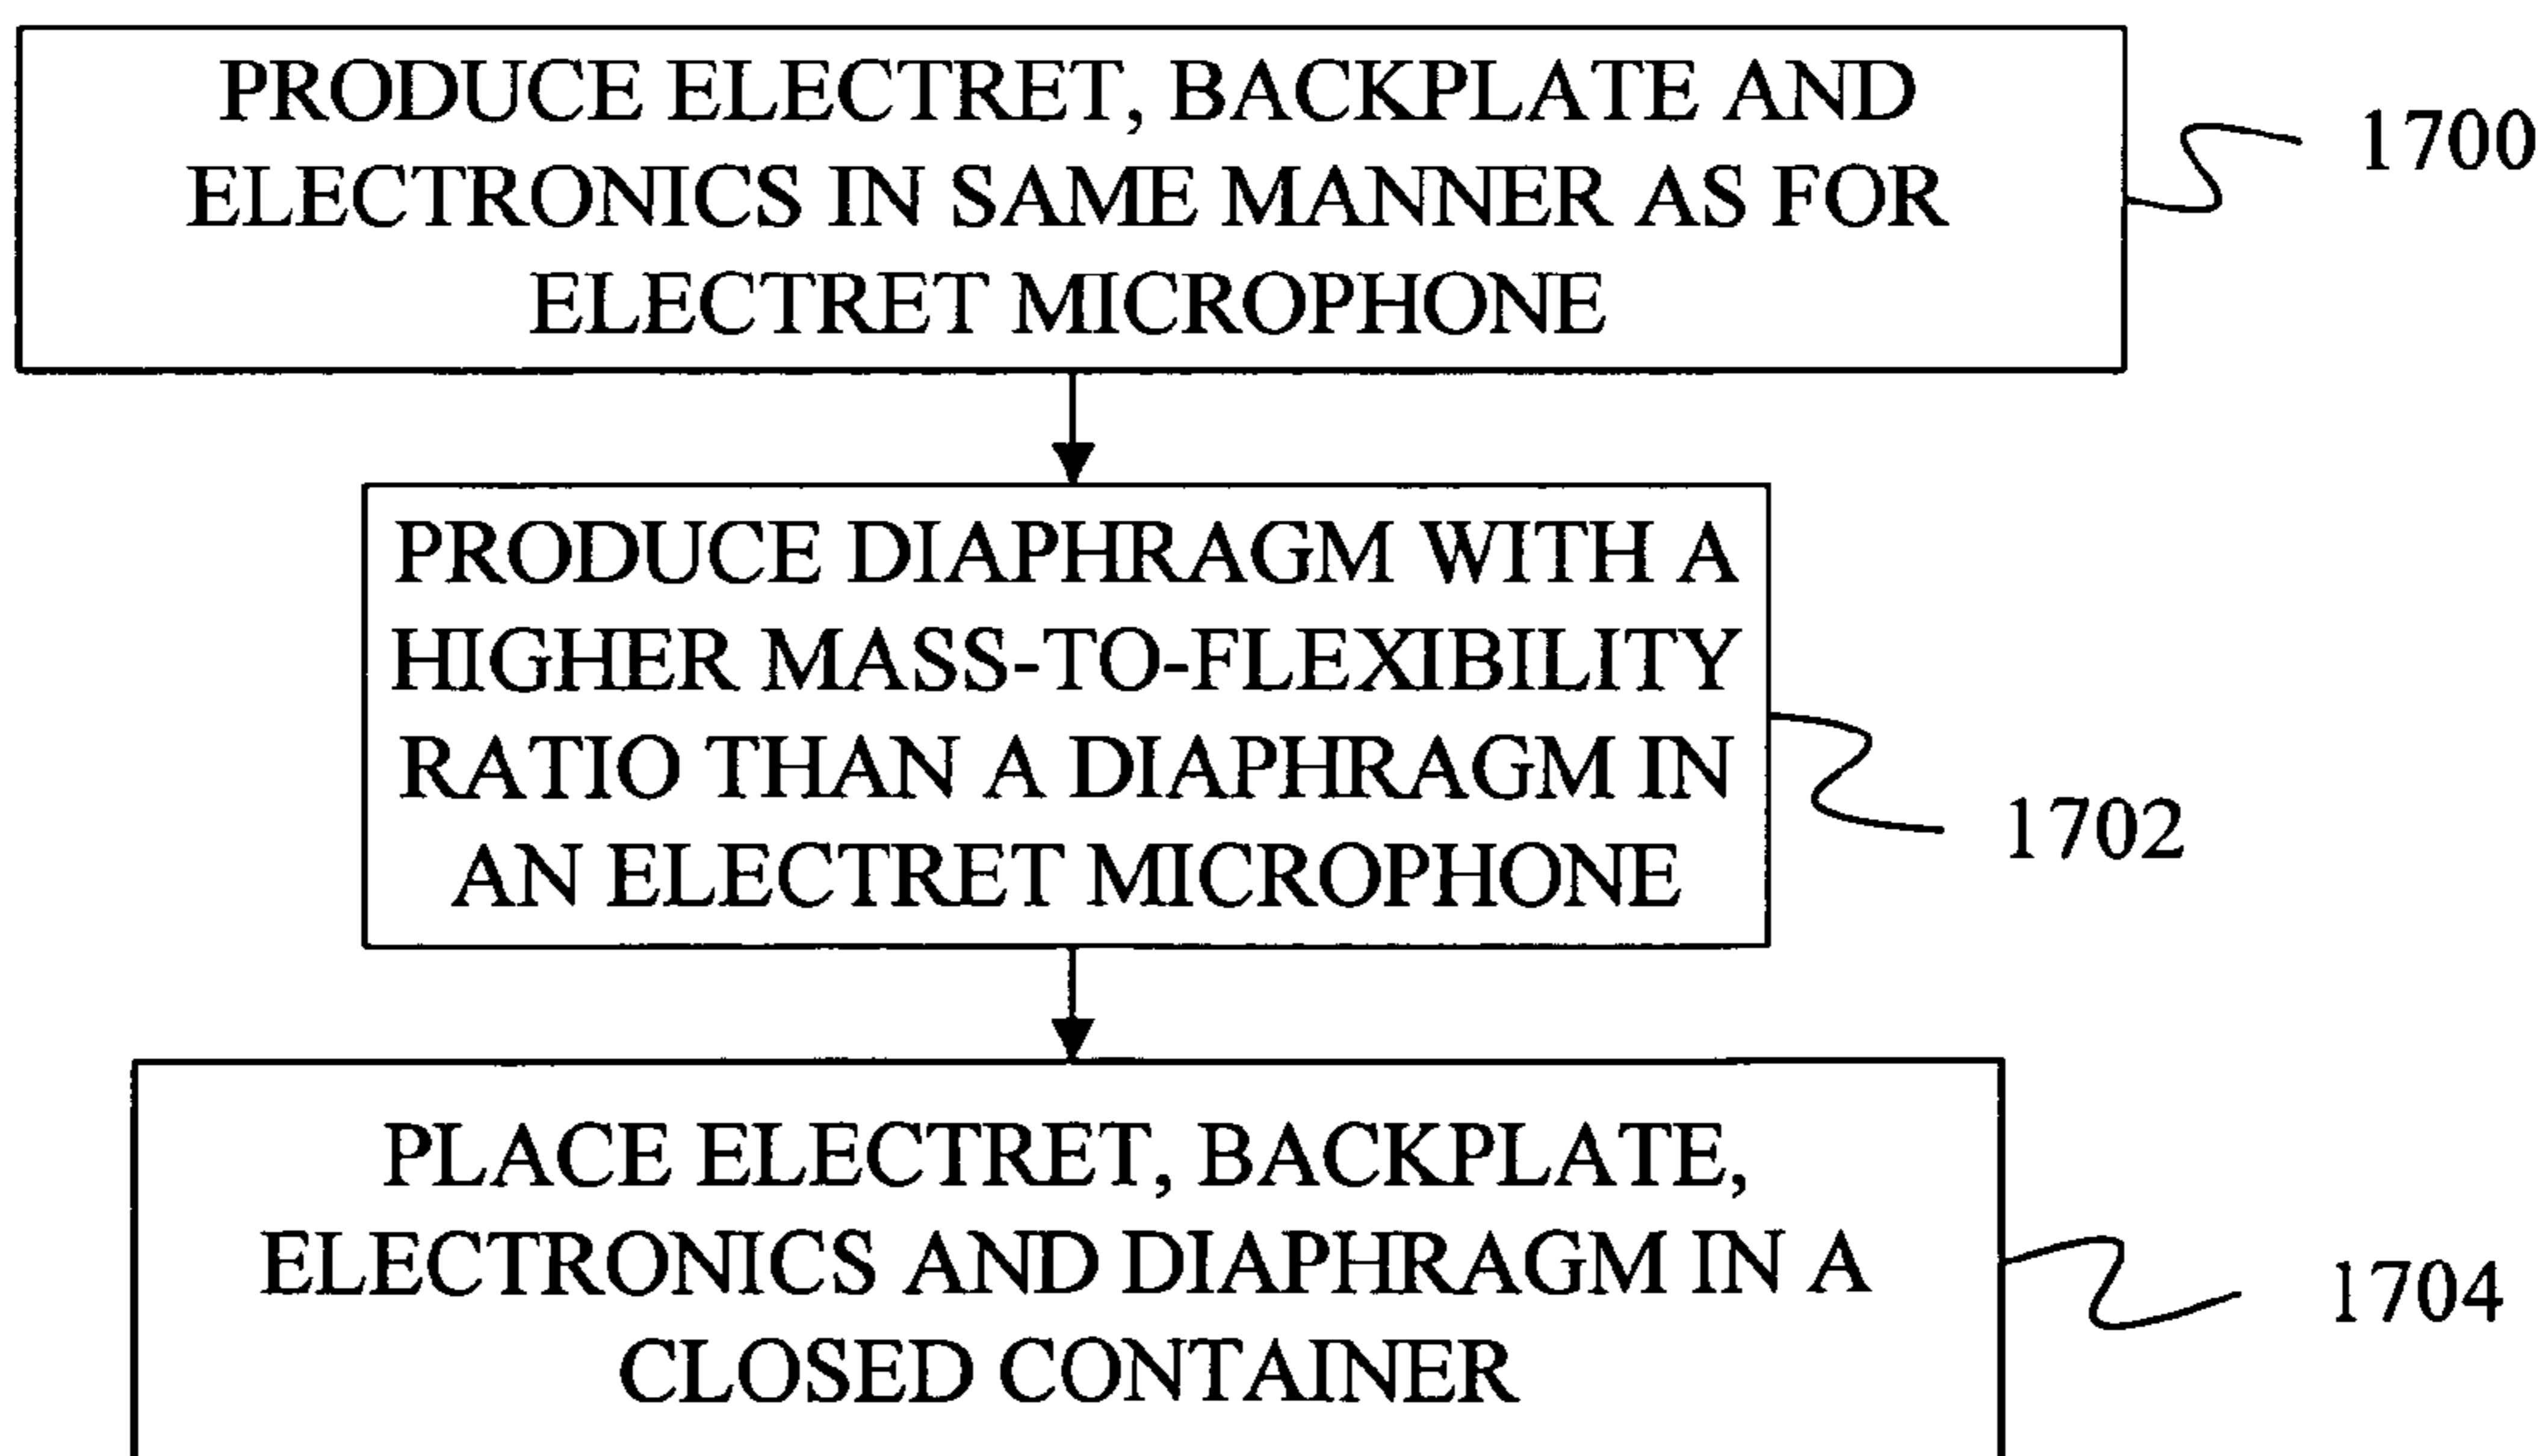 PRODUCE ELECTRET, BACKPLATE AND
ELECTRONICS IN SAME MANNER AS FOR
ELECTRET MICROPHONE
1700
PRODUCE DIAPHRAGM WITH A
HIGHER MASS-TO-FLEXIBILITY
RATIO THAN A DIAPHRAGM IN
AN ELECTRET MICROPHONE
1702
PLACE ELECTRET, BACKPLATE,
ELECTRONICS AND DIAPHRAGM IN A
CLOSED CONTAINER
1704